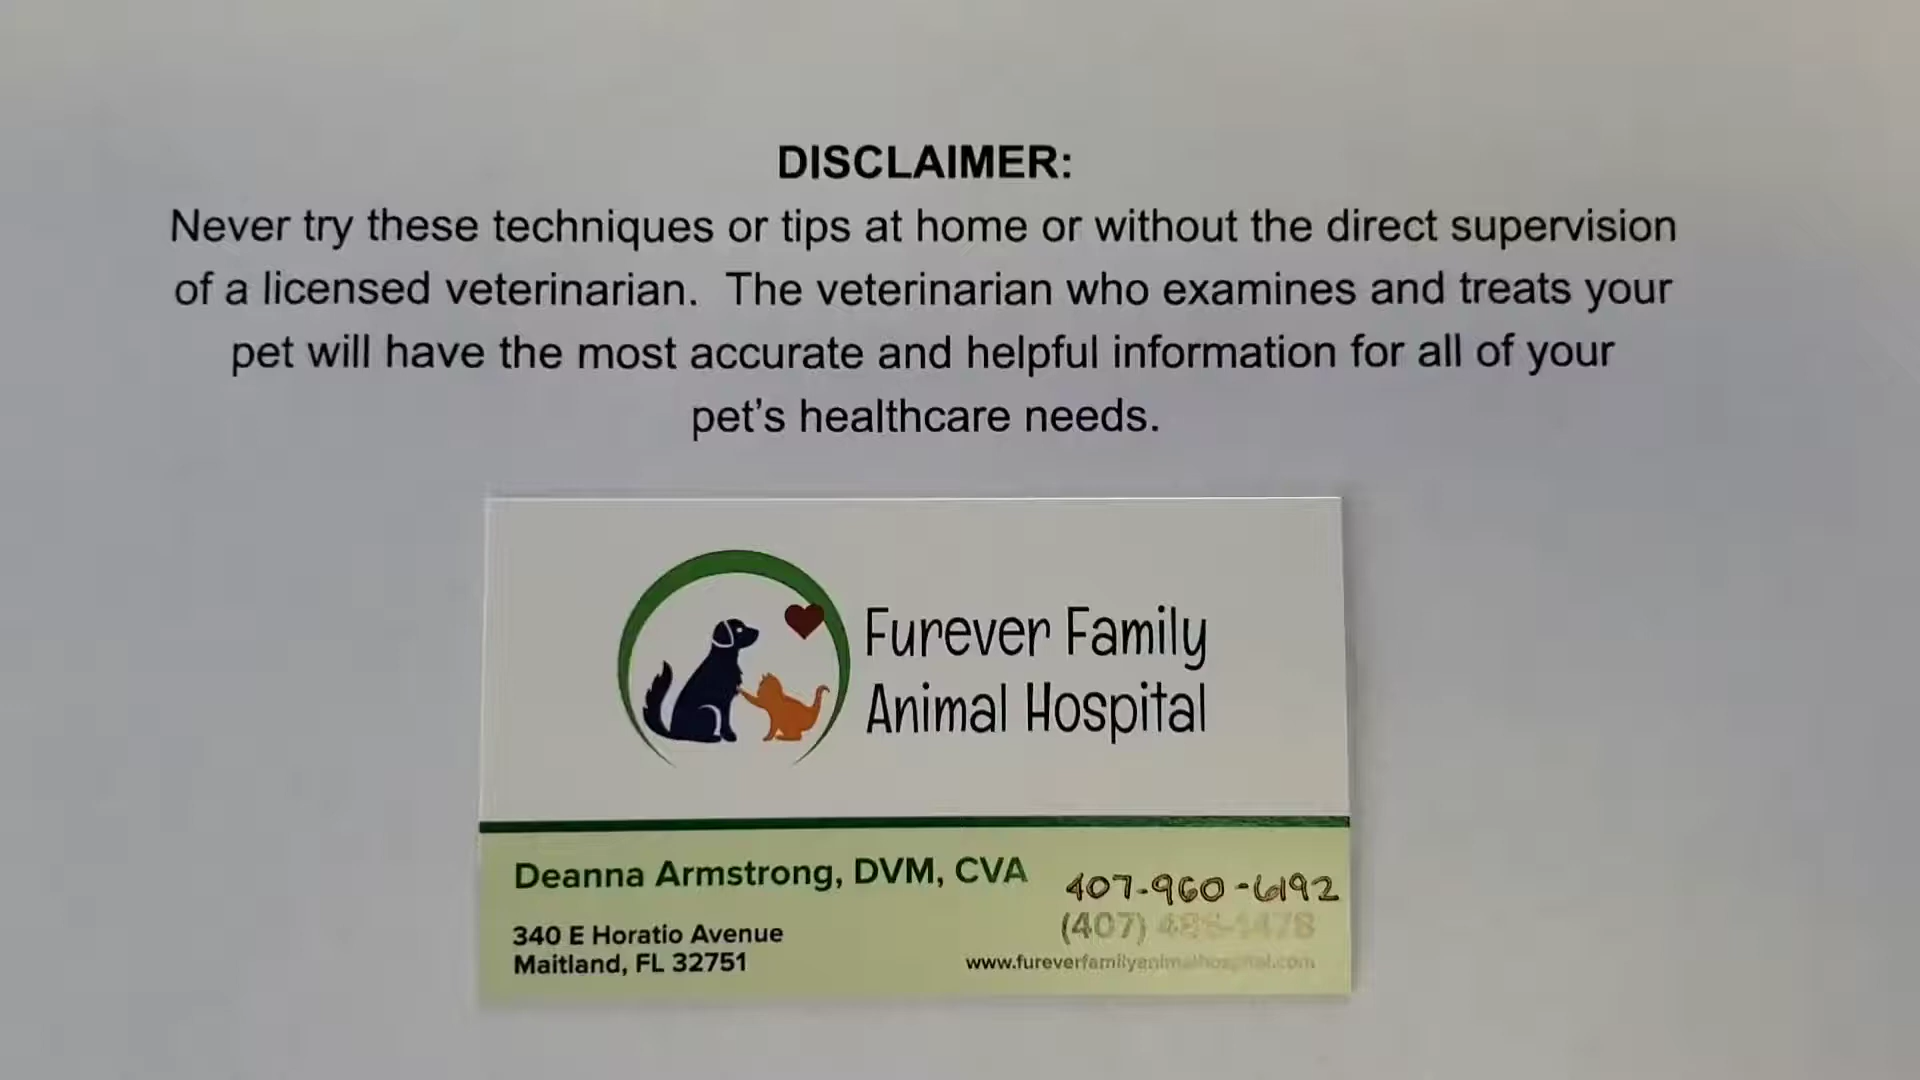 DISCLAIMER:
Never try these techniques or tips at home or without the direct supervision
of a licensed veterinarian. The veterinarian who examines and treats your
pet will have the most accurate and helpful information for all of your
pet's healthcare needs.
Furever Family
Animal Hospital
Deanna Armstrong, DVM, CVA
407-960-6192
(407)
340 E Horatio Avenue
Maitland, FL 32751
www.fureverfamilyanimalhospital.com